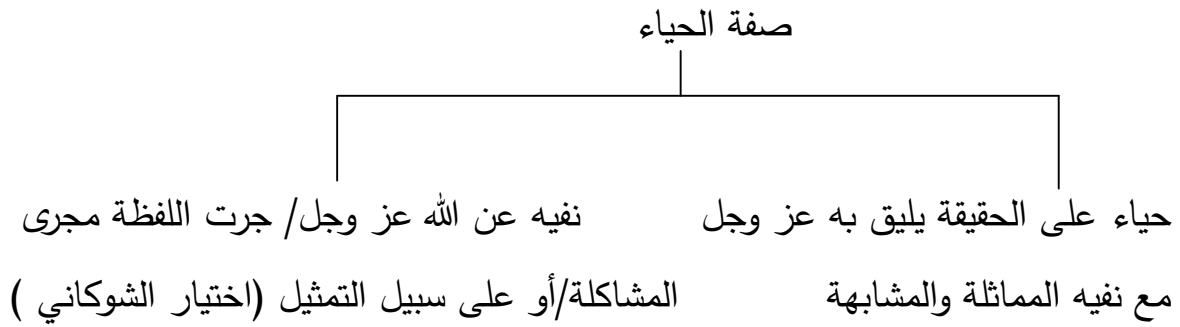 صفة الحياء
حياء على الحقيقة يليق به عز وجل
مع نفيه المماثلة والمشابهة
نفيه عن الله عز وجل/ جرت اللفظة مجرى
المشاكلة/أو على سبيل التمثيل (اختيار الشوكاني )